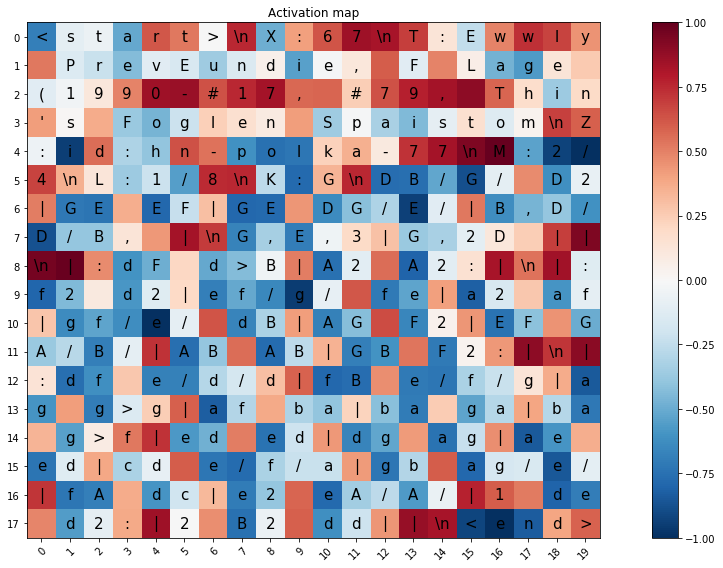 Activation map
0 < s t a r t > \n X : 6 7 \n T : E w w l y
1 P r e v E u n d i e , F L a g e
2 ( 1 9 9 0 - # 1 7 , # 7 9 , T h i n
3 ' s F o g l e n S p a i s t o m \n Z
4 : i d : h n - p o l k a - 7 7 \n M : 2 /
5 4 \n L : 1 / 8 \n K : G \n D B / G / D 2
6 | G E E F | G E D G / E / | B , D /
7 D / B , | \n G , E , 3 | G , 2 D | |
8 \n | : d F d > B | A 2 A 2 : | \n | :
9 f 2 d 2 | e f / g / f e | a 2 a f
10 | g f / e / d B | A G F 2 | E F G
11 A / B / | A B A B | G B F 2 : | \n |
12 : d f e / d / d | f B e / f / g | a
13 g g > g | a f b a | b a g a | b a
14 g > f | e d e d | d g a g | a e
15 e d | c d e / f / a | g b a g / e /
16 | f A d c | e 2 e A / A / | 1 d e
17 d 2 : | 2 B 2 d d | | \n < e n d >
0 1 2 3 4 5 6 7 8 9 10 11 12 13 14 15 16 17 18 19
1.00
0.75
0.50
0.25
0.00
−0.25
−0.50
−0.75
−1.00